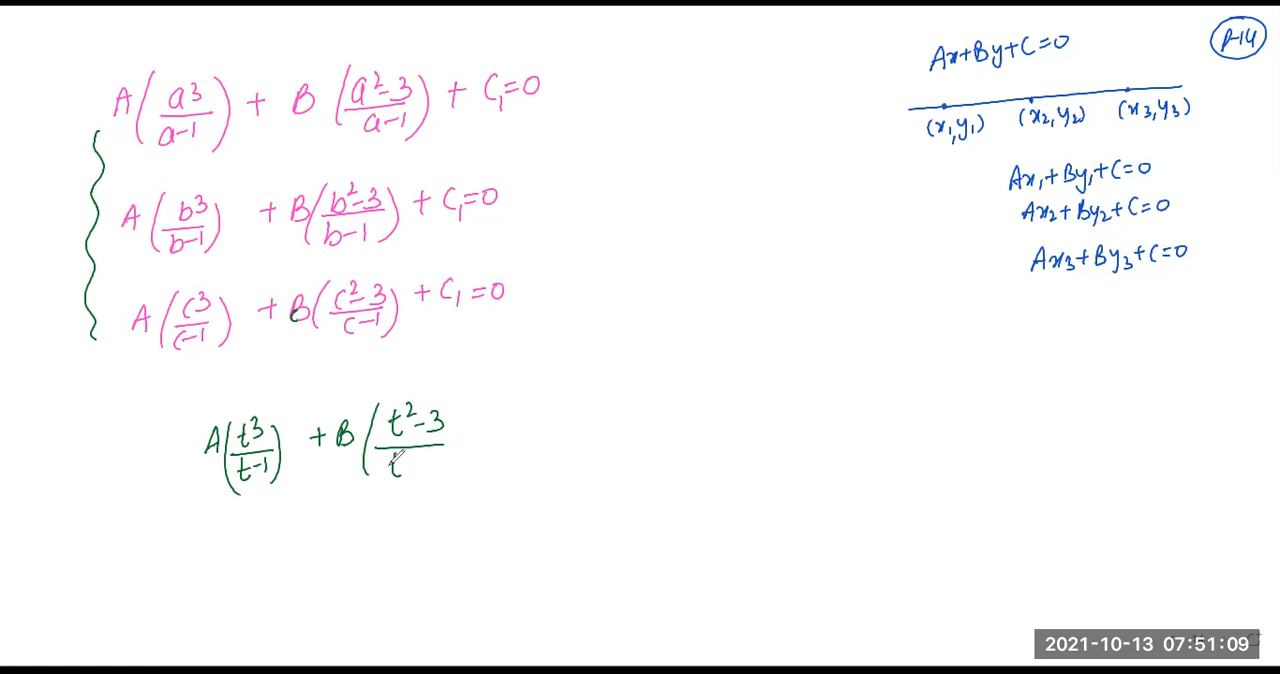 A(a³/a-1) + B(a²-3/a-1) + C₁=0
A(b³/b-1) + B(b²-3/b-1) + C₁=0
A(c³/c-1) + B(c²-3/c-1) + C₁=0
A(t³/t-1) + B(t²-3/t
Ax+By+C=0
P-14
(x₁,y₁) (x₂,y₂) (x₃,y₃)
Ax₁+By₁+C=0
Ax₂+By₂+C=0
Ax₃+By₃+C=0
2021-10-13 07:51:09